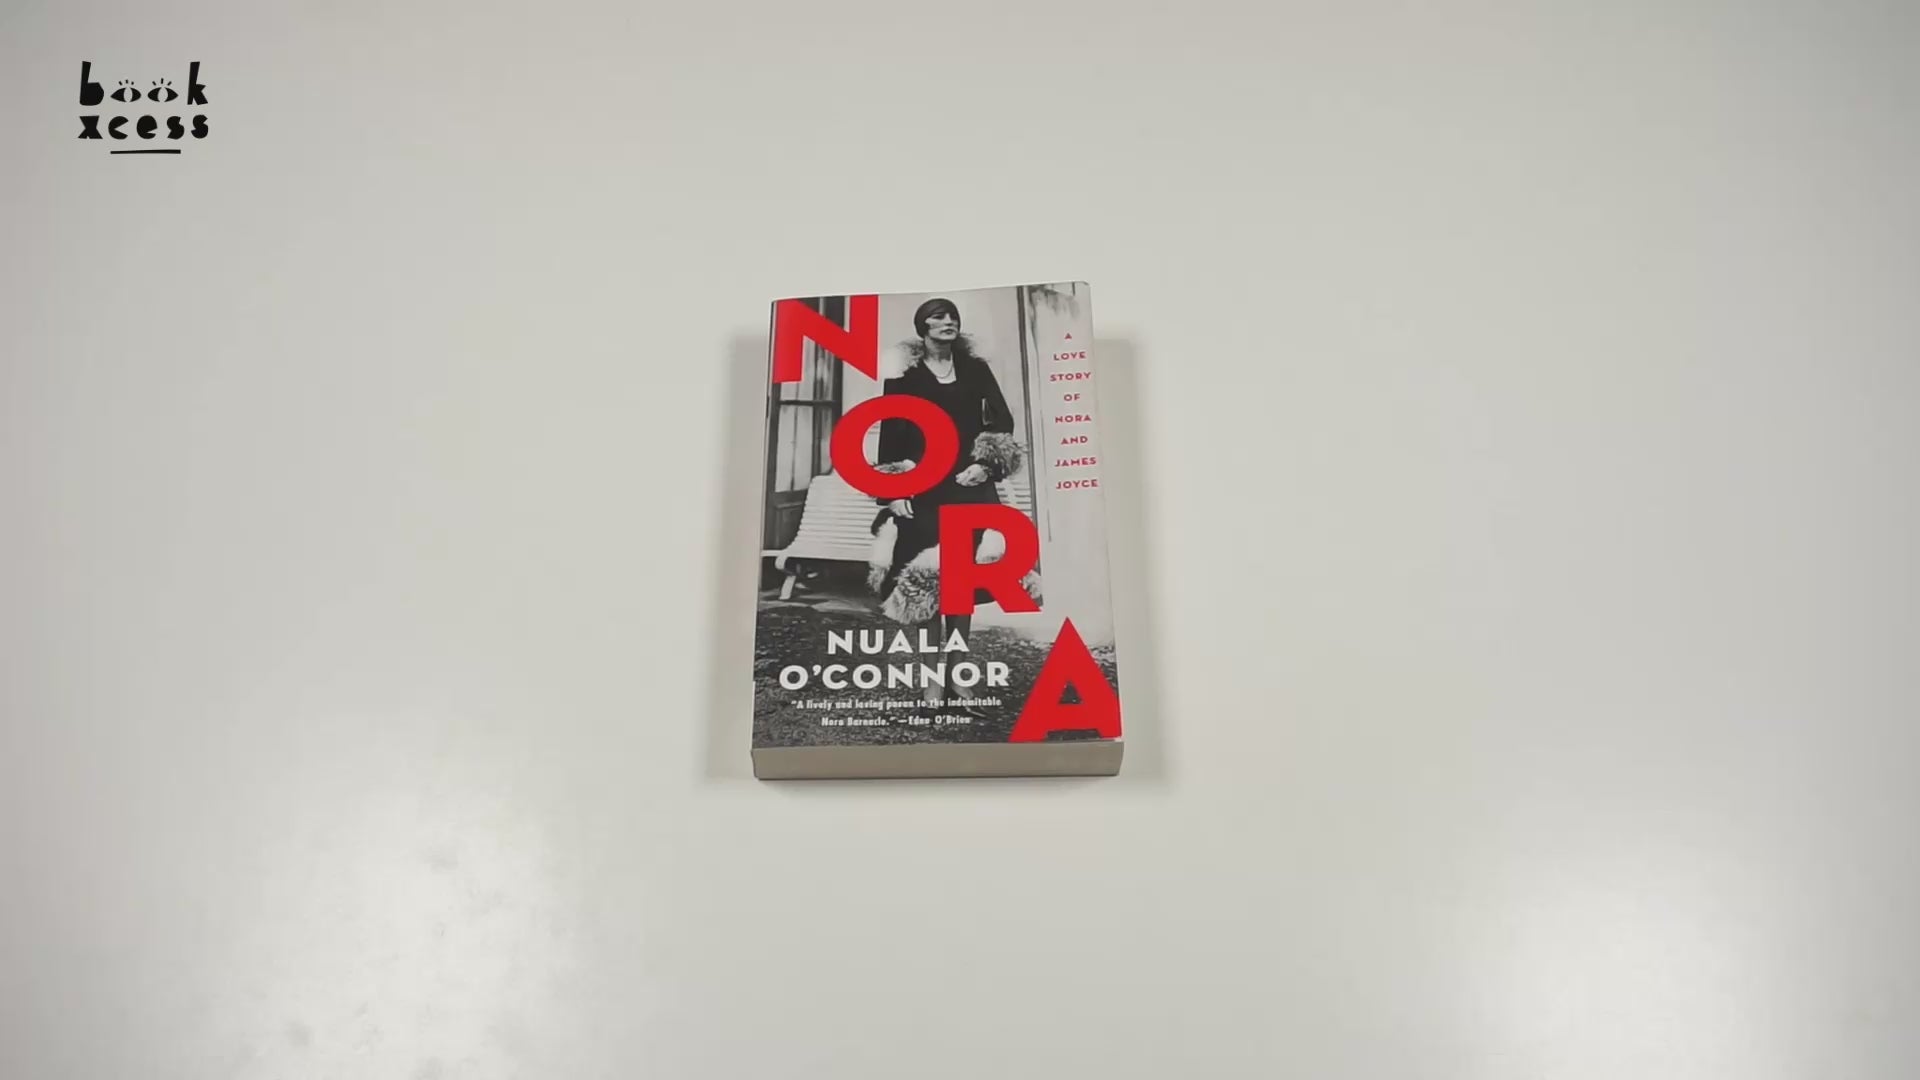 book
xcess
NORA
A
LOVE
STORY
OF
NORA
AND
JAMES
JOYCE
NUALA
O'CONNOR
"A lively and loving paean to the indomitable
Nora Barnacle." —Edna O'Brien